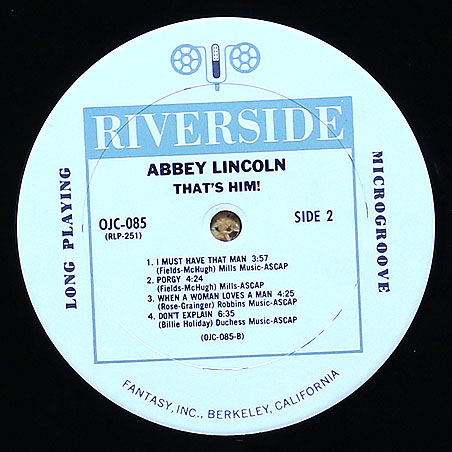 RIVERSIDE
ABBEY LINCOLN
THAT'S HIM!
OJC-085
(RLP-251)
SIDE 2
LONG PLAYING
MICROGROOVE
1. I MUST HAVE THAT MAN 3:57
(Fields-McHugh) Mills Music-ASCAP
2. PORGY 4:24
(Fields-McHugh) Mills-ASCAP
3. WHEN A WOMAN LOVES A MAN 4:25
(Rose-Grainger) Robbins Music-ASCAP
4. DON'T EXPLAIN 6:35
(Billie Holiday) Duchess Music-ASCAP
(OJC-085-B)
FANTASY, INC., BERKELEY, CALIFORNIA